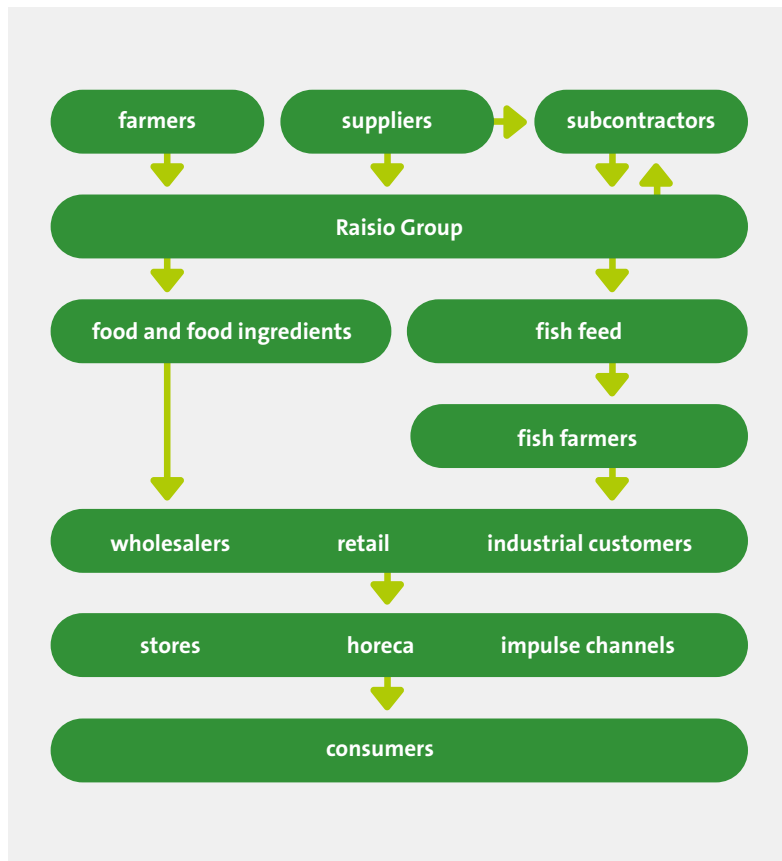 farmers
suppliers
subcontractors
Raisio Group
food and food ingredients
fish feed
fish farmers
wholesalers
retail
industrial customers
stores
horeca
impulse channels
consumers